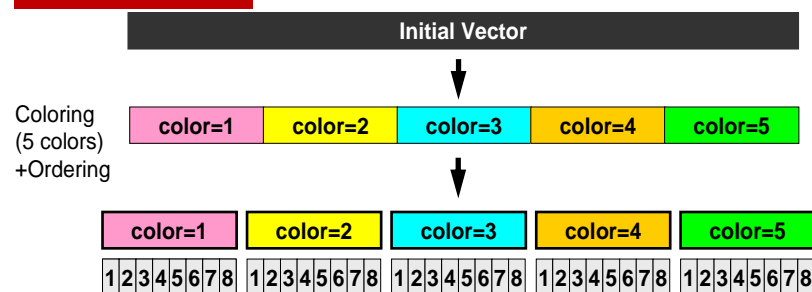 Initial Vector
Coloring
(5 colors)
+Ordering
color=1 color=2 color=3 color=4 color=5
color=1 color=2 color=3 color=4 color=5
12345678 12345678 12345678 12345678 12345678